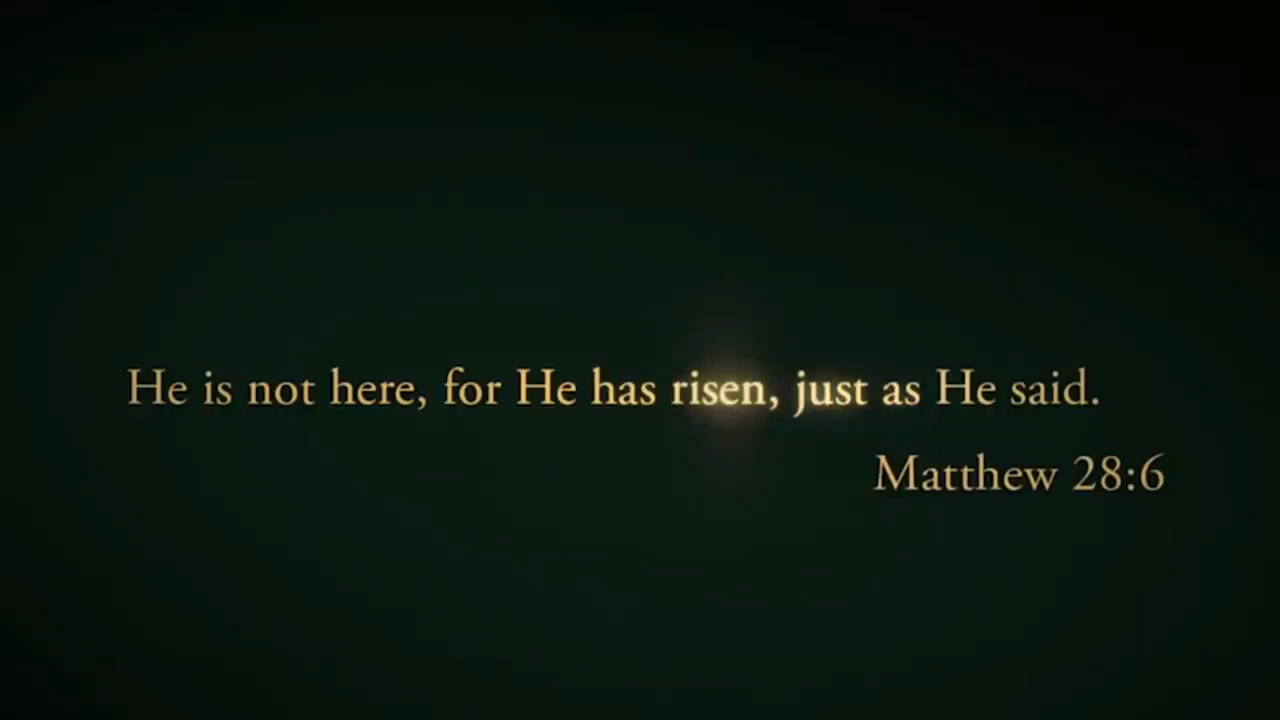 He is not here, for He has risen, just as He said.
Matthew 28:6